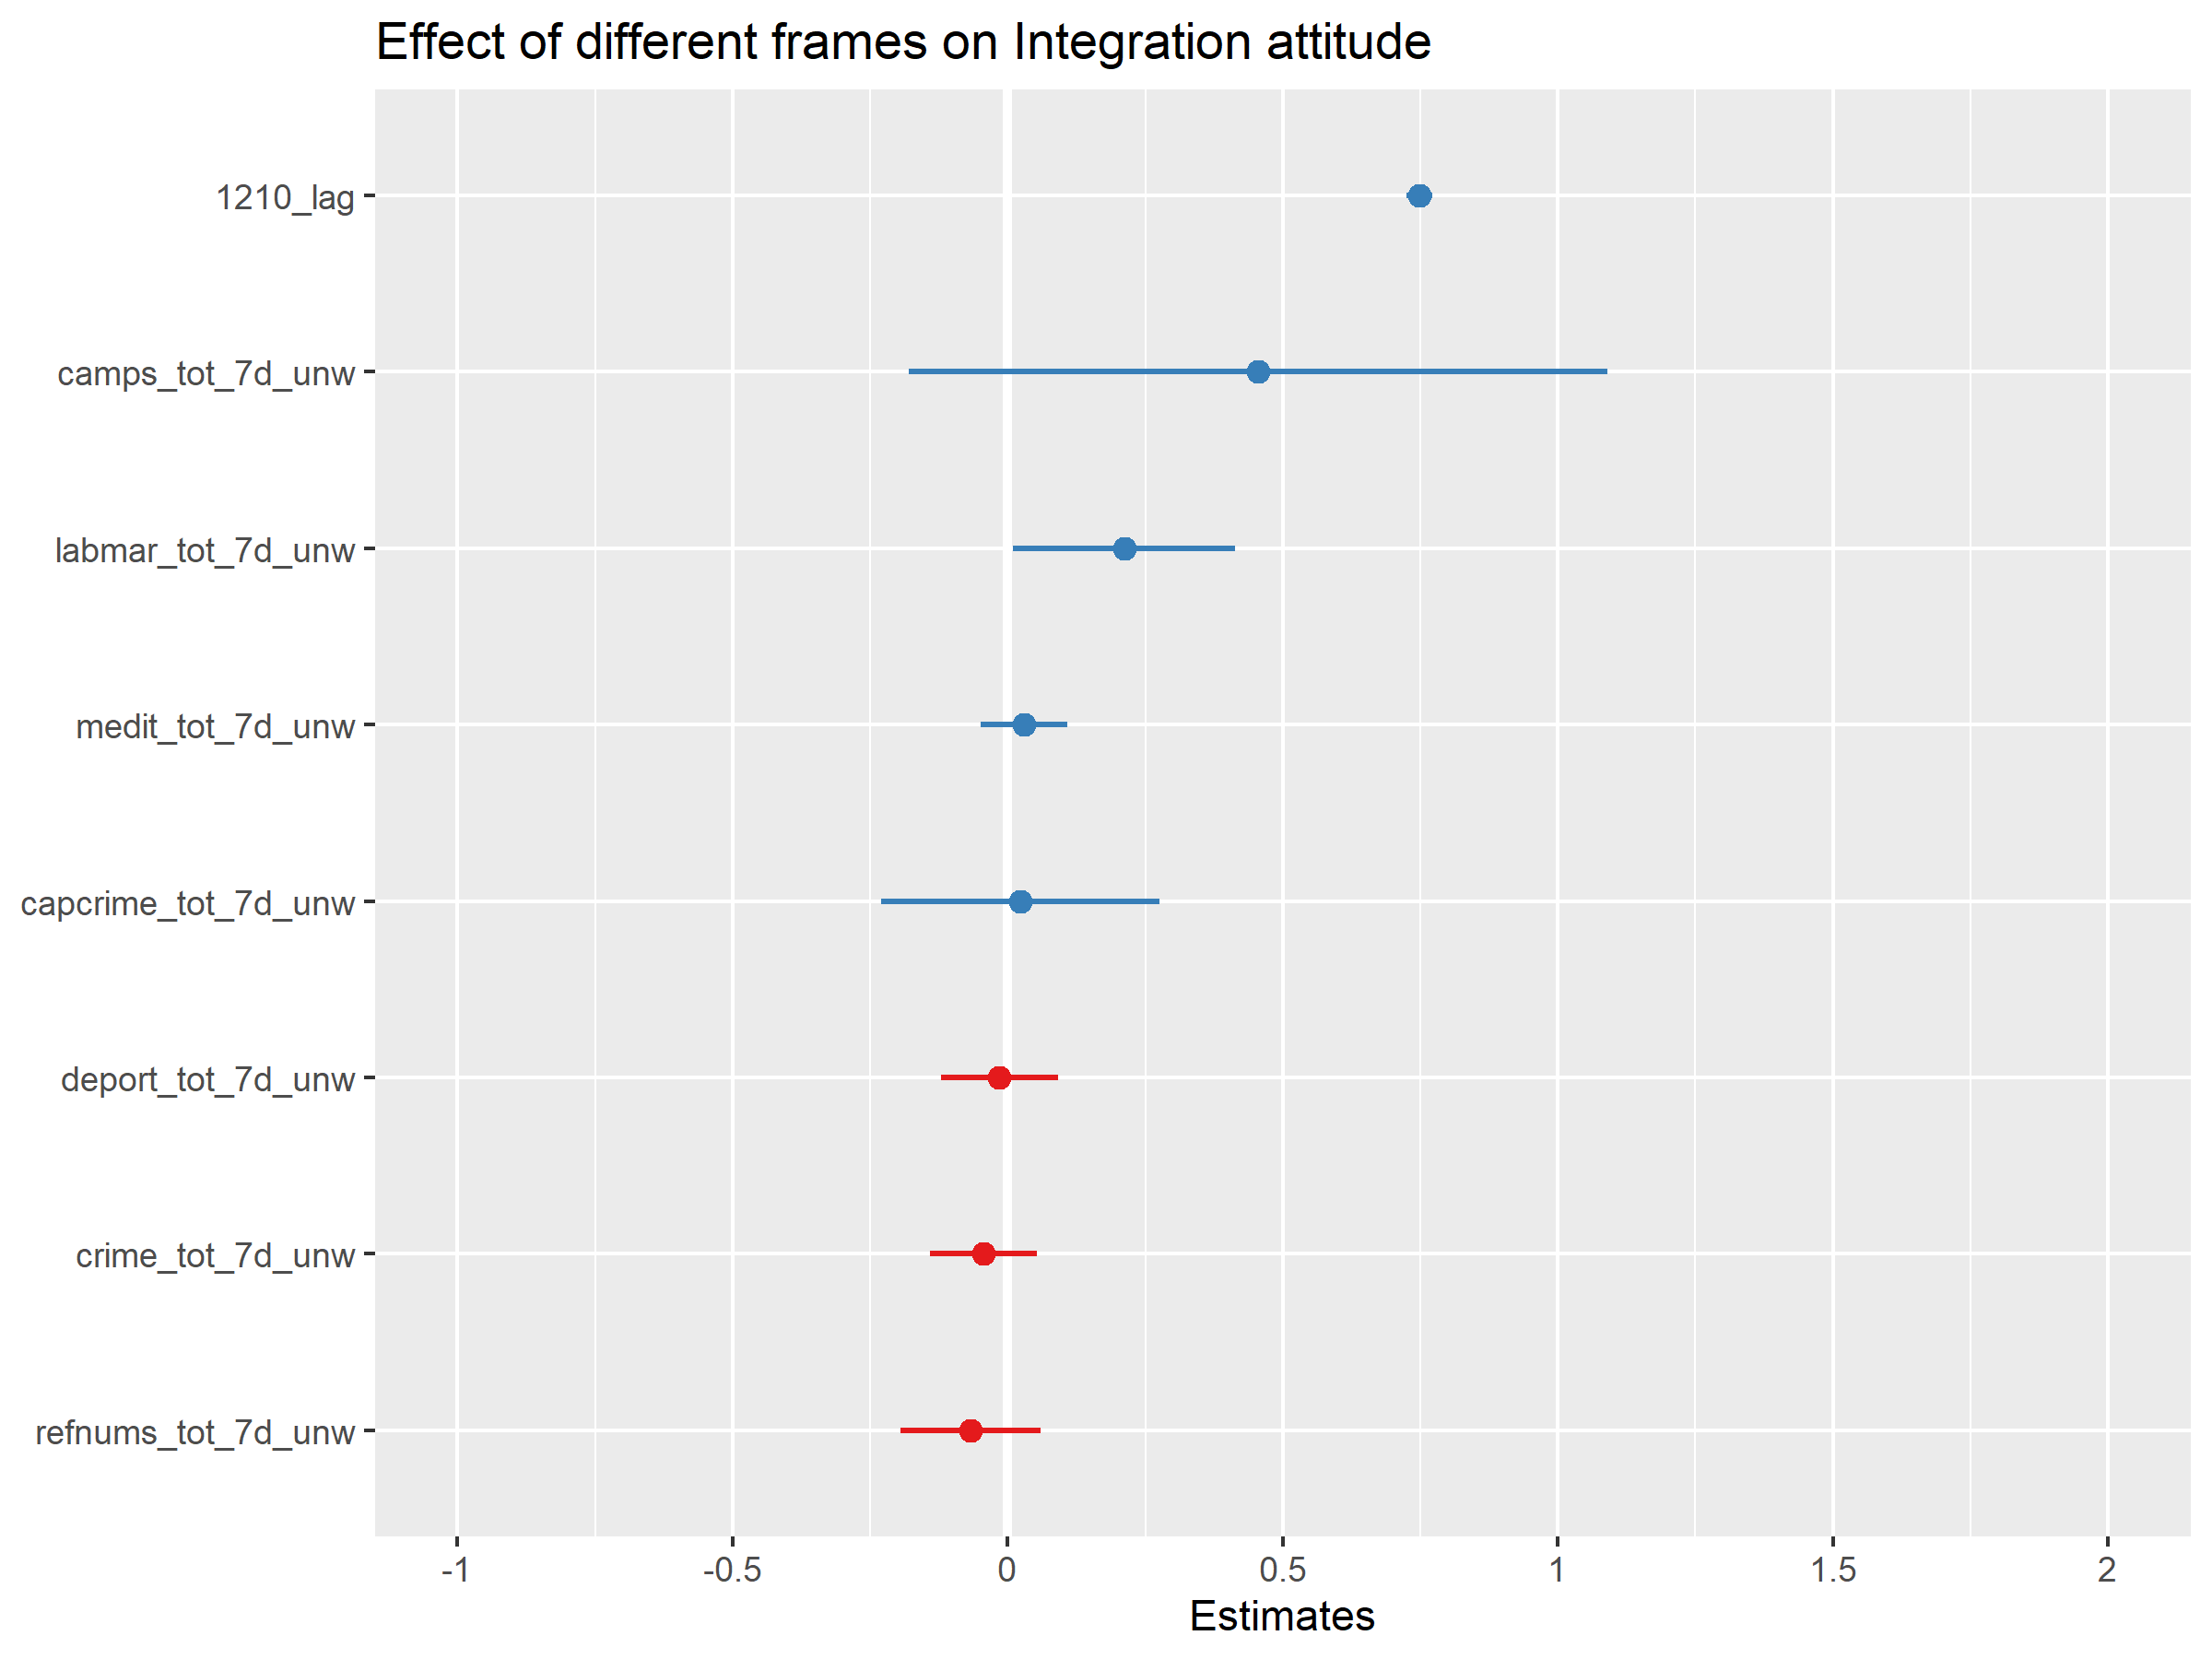 Effect of different frames on Integration attitude
1210_lag
camps_tot_7d_unw
labmar_tot_7d_unw
medit_tot_7d_unw
capcrime_tot_7d_unw
deport_tot_7d_unw
crime_tot_7d_unw
refnums_tot_7d_unw
-1 -0.5 0 0.5 1 1.5 2
Estimates